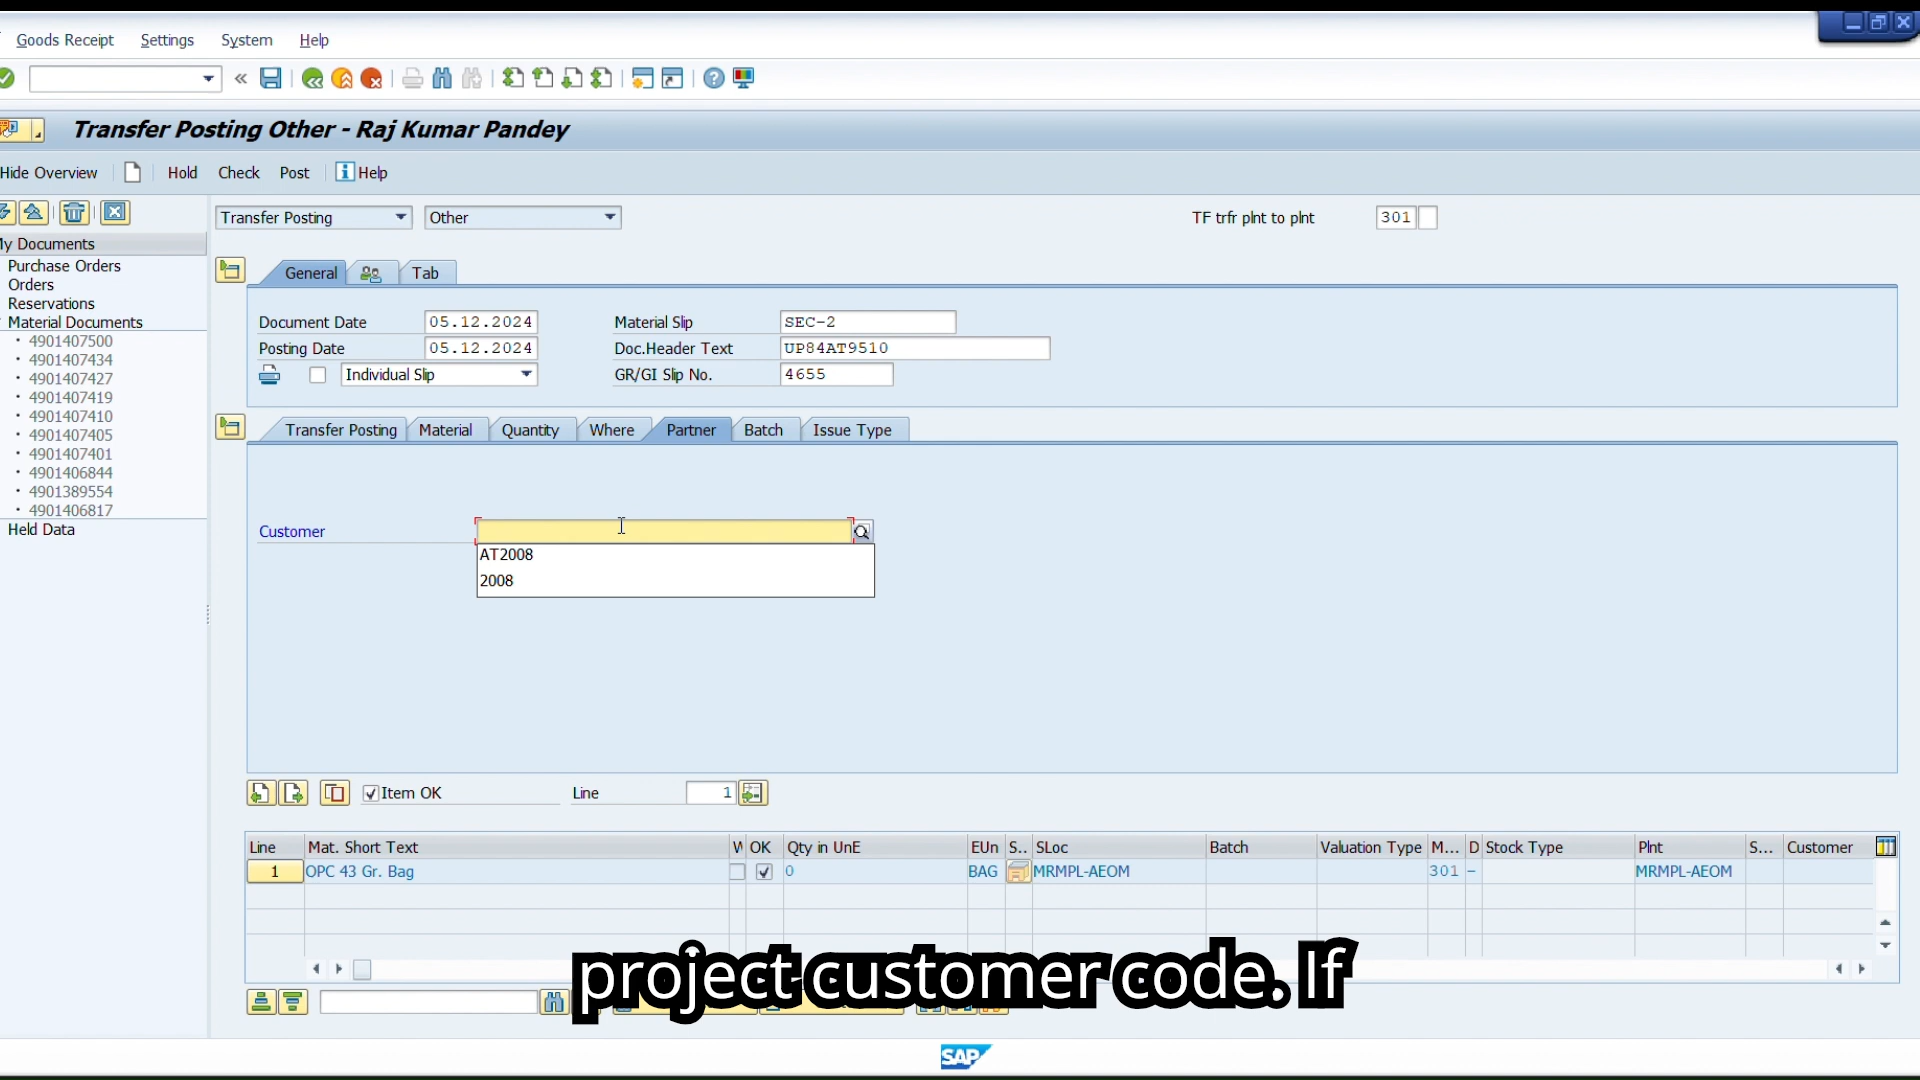 Goods Receipt Settings System Help
Transfer Posting Other - Raj Kumar Pandey
Hide Overview Hold Check Post Help
Transfer Posting Other TF trfr plnt to plnt 301
My Documents
Purchase Orders
Orders
Reservations
Material Documents
4901407500
4901407434
4901407427
4901407419
4901407410
4901407405
4901407401
4901406844
4901389554
4901406817
Held Data
General Tab
Document Date 05.12.2024 Material Slip SEC-2
Posting Date 05.12.2024 Doc.Header Text UP84AT9510
Individual Slip GR/GI Slip No. 4655
Transfer Posting Material Quantity Where Partner Batch Issue Type
Customer
AT2008
2008
Item OK Line 1
Line Mat. Short Text W OK Qty in UnE EUn S.. SLoc Batch Valuation Type M... D Stock Type Plnt S... Customer
1 OPC 43 Gr. Bag 0 BAG MRMPL-AEOM 301 - MRMPL-AEOM
project customer code. If
SAP